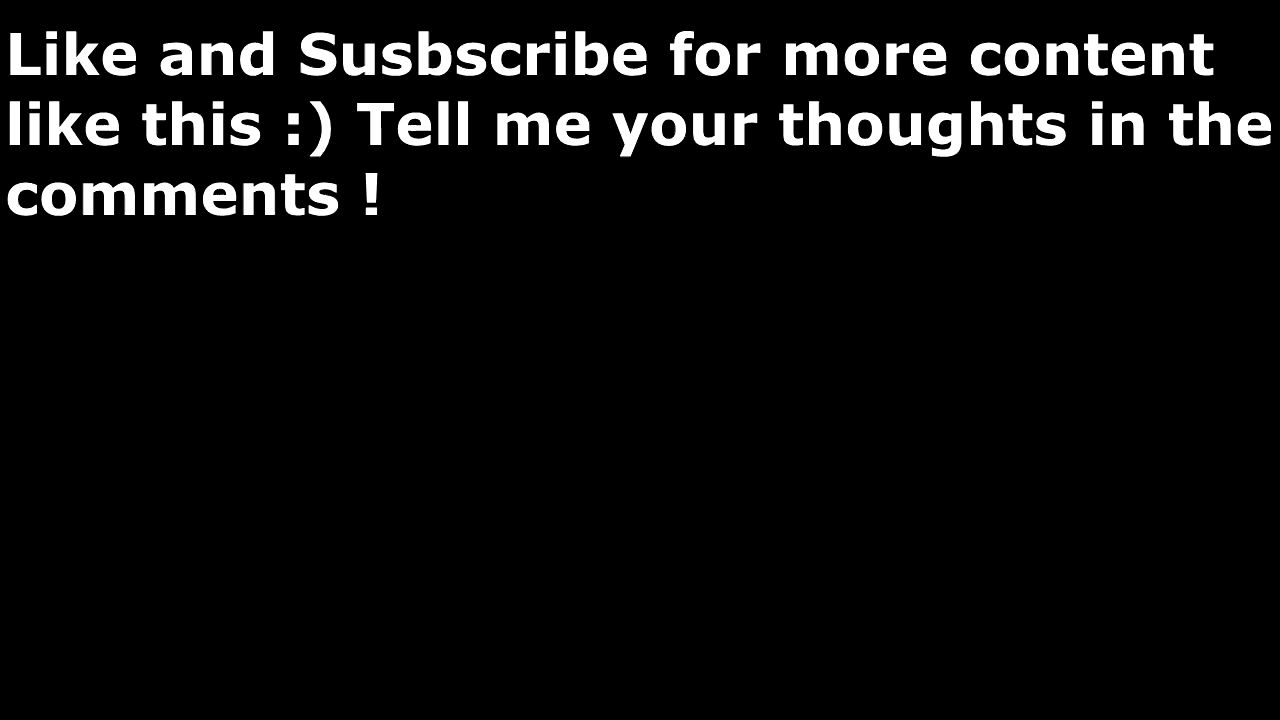 Like and Susbscribe for more content
like this :) Tell me your thoughts in the
comments !